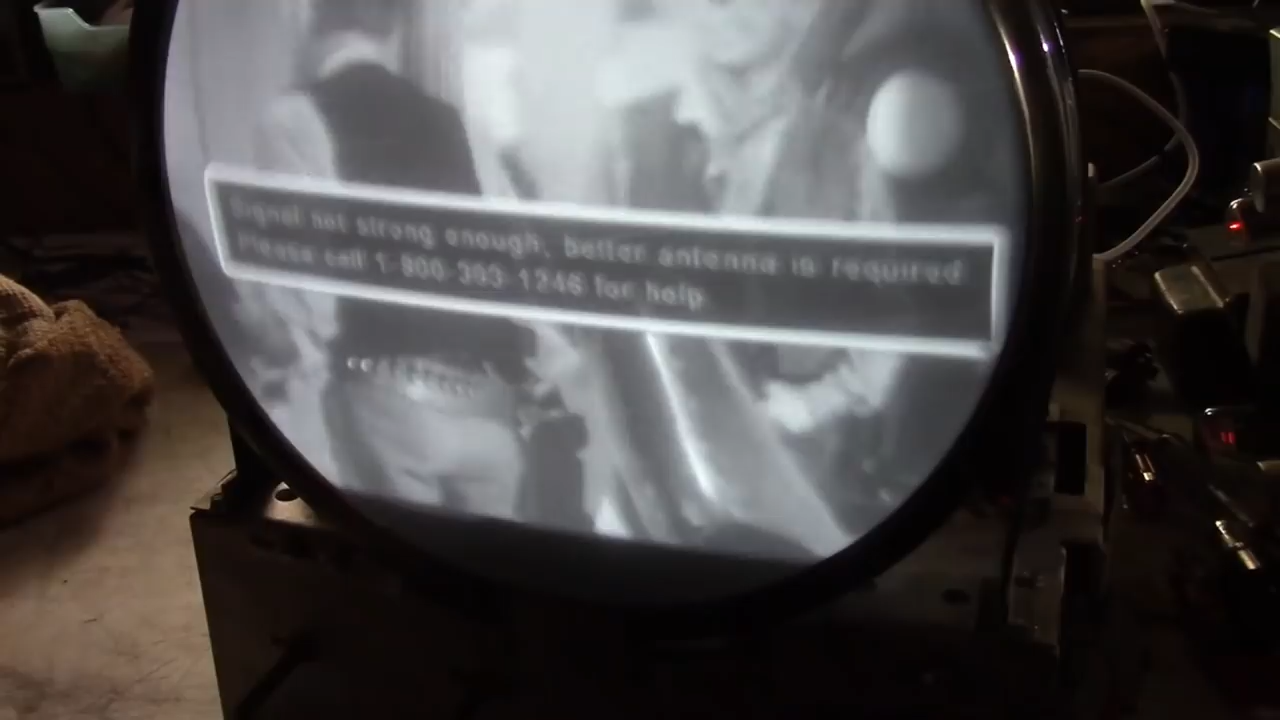 Signal not strong enough, better antenna is required
Please call 1-800-393-1246 for help